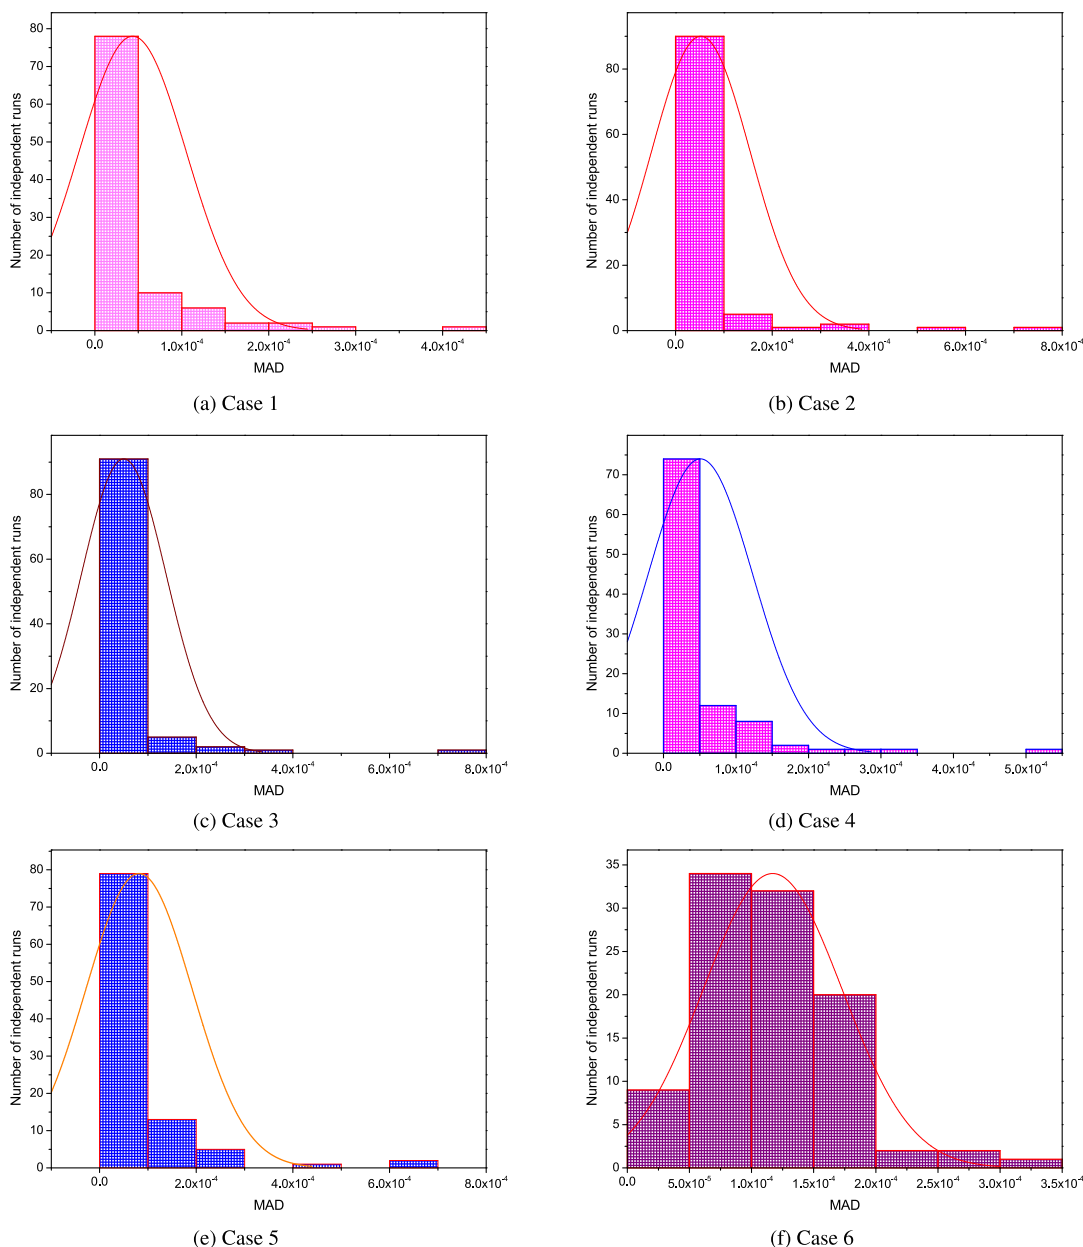 80
70
60
50
40
30
20
10
0
Number of independent runs
0.0 1.0x10⁻⁴ 2.0x10⁻⁴ 3.0x10⁻⁴ 4.0x10⁻⁴
MAD
(a) Case 1
80
60
40
20
0
Number of independent runs
0.0 2.0x10⁻⁴ 4.0x10⁻⁴ 6.0x10⁻⁴ 8.0x10⁻⁴
MAD
(b) Case 2
80
60
40
20
0
Number of independent runs
0.0 2.0x10⁻⁴ 4.0x10⁻⁴ 6.0x10⁻⁴ 8.0x10⁻⁴
MAD
(c) Case 3
70
60
50
40
30
20
10
0
Number of independent runs
0.0 1.0x10⁻⁴ 2.0x10⁻⁴ 3.0x10⁻⁴ 4.0x10⁻⁴ 5.0x10⁻⁴
MAD
(d) Case 4
80
70
60
50
40
30
20
10
0
Number of independent runs
0.0 2.0x10⁻⁴ 4.0x10⁻⁴ 6.0x10⁻⁴ 8.0x10⁻⁴
MAD
(e) Case 5
35
30
25
20
15
10
5
0
Number of independent runs
0.0 5.0x10⁻⁵ 1.0x10⁻⁴ 1.5x10⁻⁴ 2.0x10⁻⁴ 2.5x10⁻⁴ 3.0x10⁻⁴ 3.5x10⁻⁴
MAD
(f) Case 6